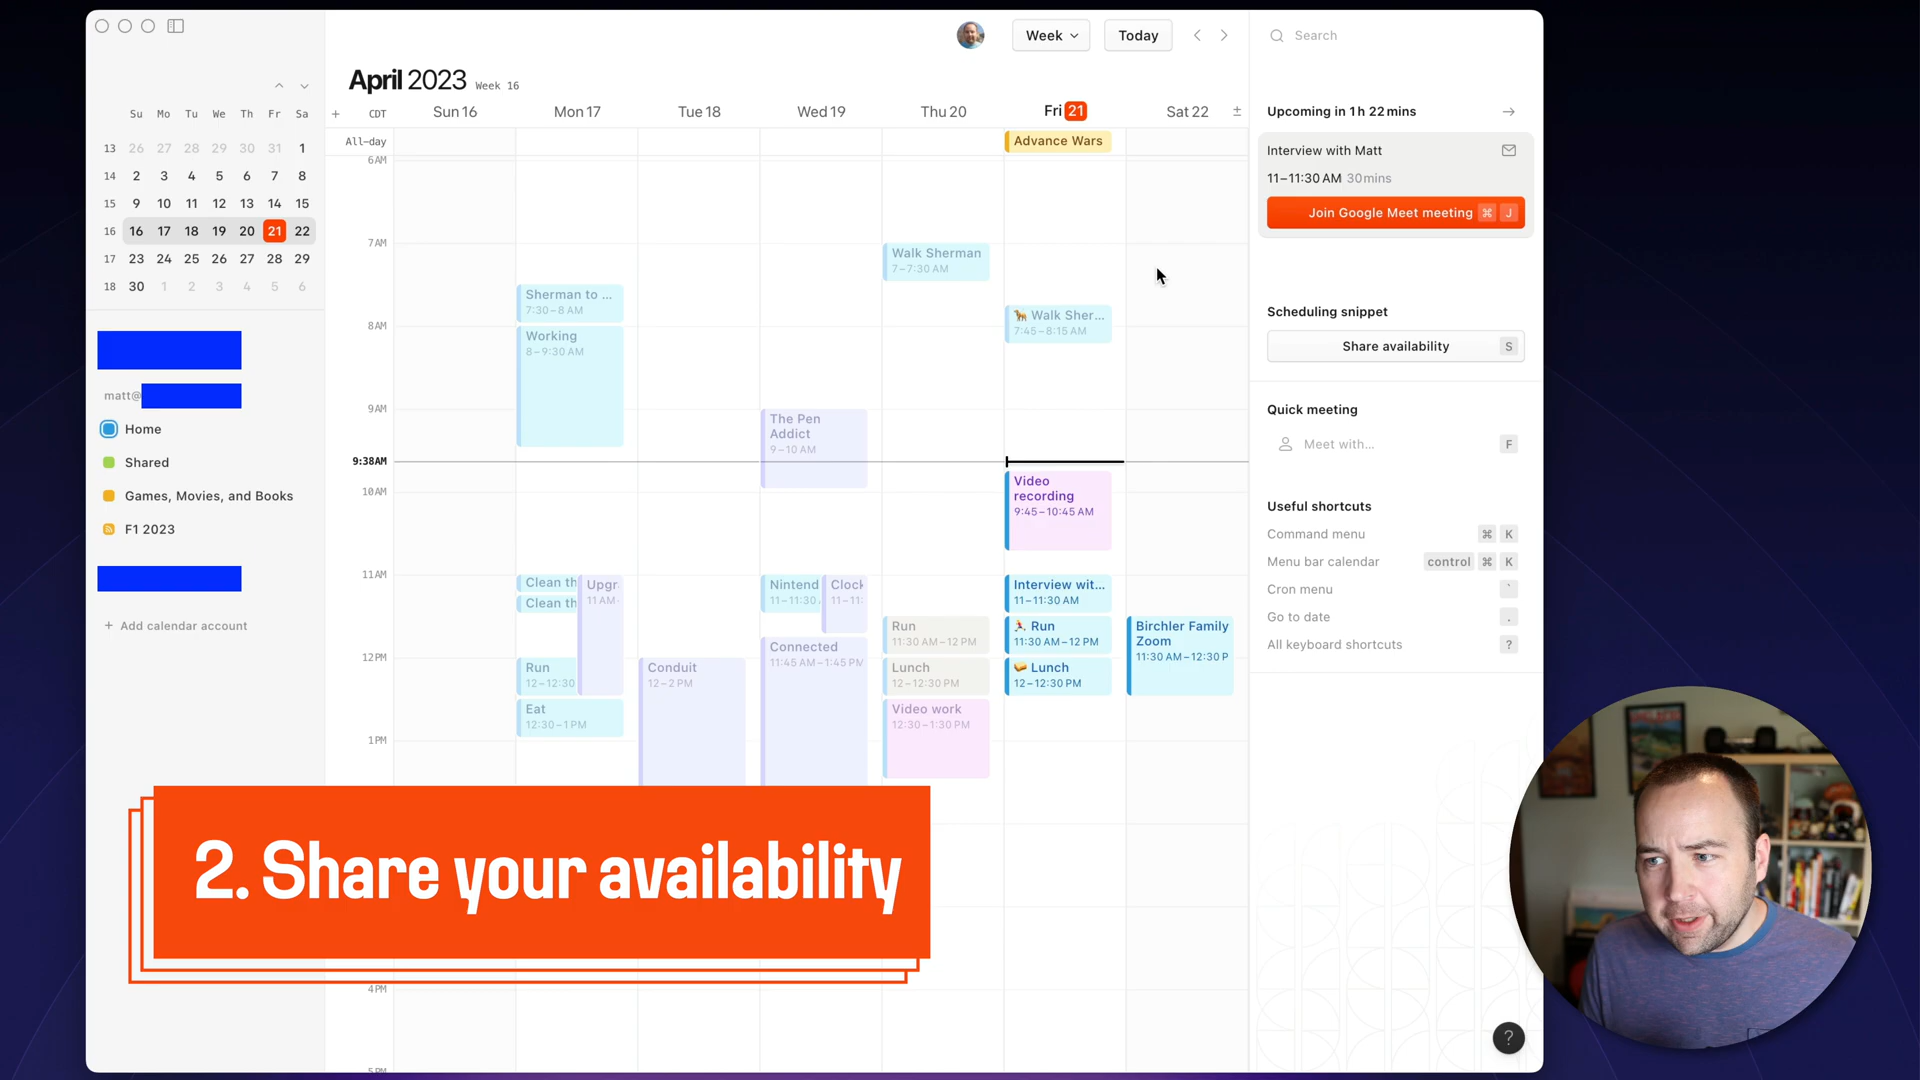 Week
Today
Search
April 2023 Week 16
Su Mo Tu We Th Fr Sa
13 26 27 28 29 30 31 1
14 2 3 4 5 6 7 8
15 9 10 11 12 13 14 15
16 16 17 18 19 20 21 22
17 23 24 25 26 27 28 29
18 30 1 2 3 4 5 6
matt@
Home
Shared
Games, Movies, and Books
F1 2023
+ Add calendar account
+ CDT Sun 16 Mon 17 Tue 18 Wed 19 Thu 20 Fri 21 Sat 22
All-day
Advance Wars
6AM
7AM
8AM
9AM
9:38AM
10AM
11AM
12PM
1PM
4PM
5PM
Sherman to ...
7:30–8 AM
Working
8–9:30 AM
Clean th
Clean th
Upgr
11 AM
Run
12–12:30
Eat
12:30–1 PM
Conduit
12–2 PM
The Pen
Addict
9–10 AM
Nintend
11–11:30
Clock
11–11:
Connected
11:45 AM–1:45 PM
Walk Sherman
7–7:30 AM
Run
11:30 AM–12 PM
Lunch
12–12:30 PM
Video work
12:30–1:30 PM
🐕 Walk Sher...
7:45–8:15 AM
Video
recording
9:45–10:45 AM
Interview wit...
11–11:30 AM
🏃 Run
11:30 AM–12 PM
🥪 Lunch
12–12:30 PM
Birchler Family
Zoom
11:30 AM–12:30 P
Upcoming in 1 h 22 mins
Interview with Matt
11–11:30 AM 30 mins
Join Google Meet meeting ⌘ J
Scheduling snippet
Share availability S
Quick meeting
Meet with... F
Useful shortcuts
Command menu ⌘ K
Menu bar calendar control ⌘ K
Cron menu `
Go to date .
All keyboard shortcuts ?
?
2. Share your availability